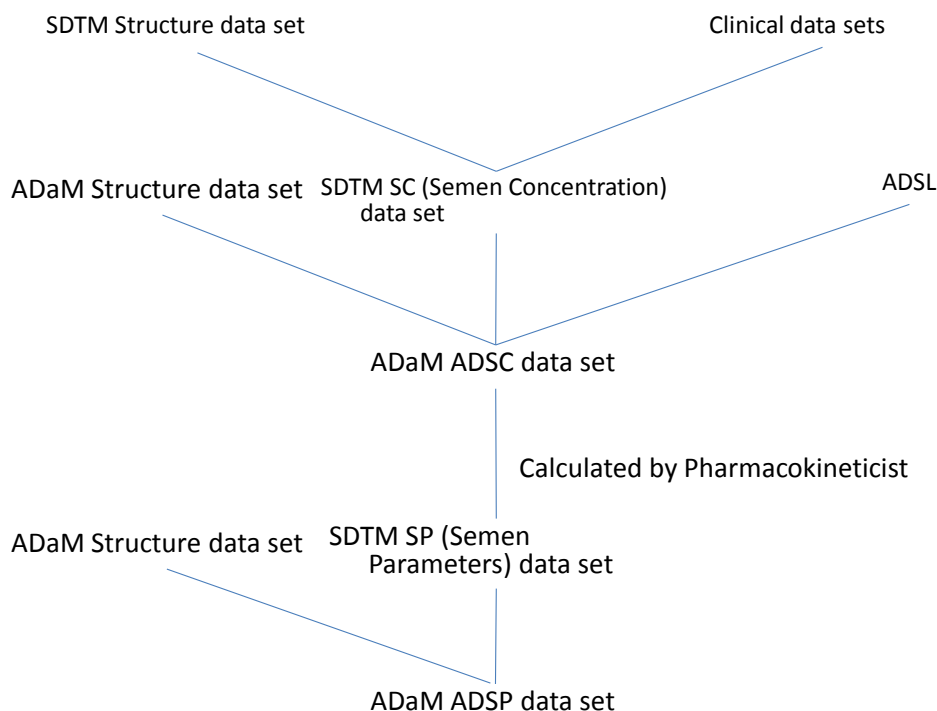 SDTM Structure data set
Clinical data sets
ADaM Structure data set
SDTM SC (Semen Concentration)
data set
ADSL
ADaM ADSC data set
Calculated by Pharmacokineticist
ADaM Structure data set
SDTM SP (Semen
Parameters) data set
ADaM ADSP data set